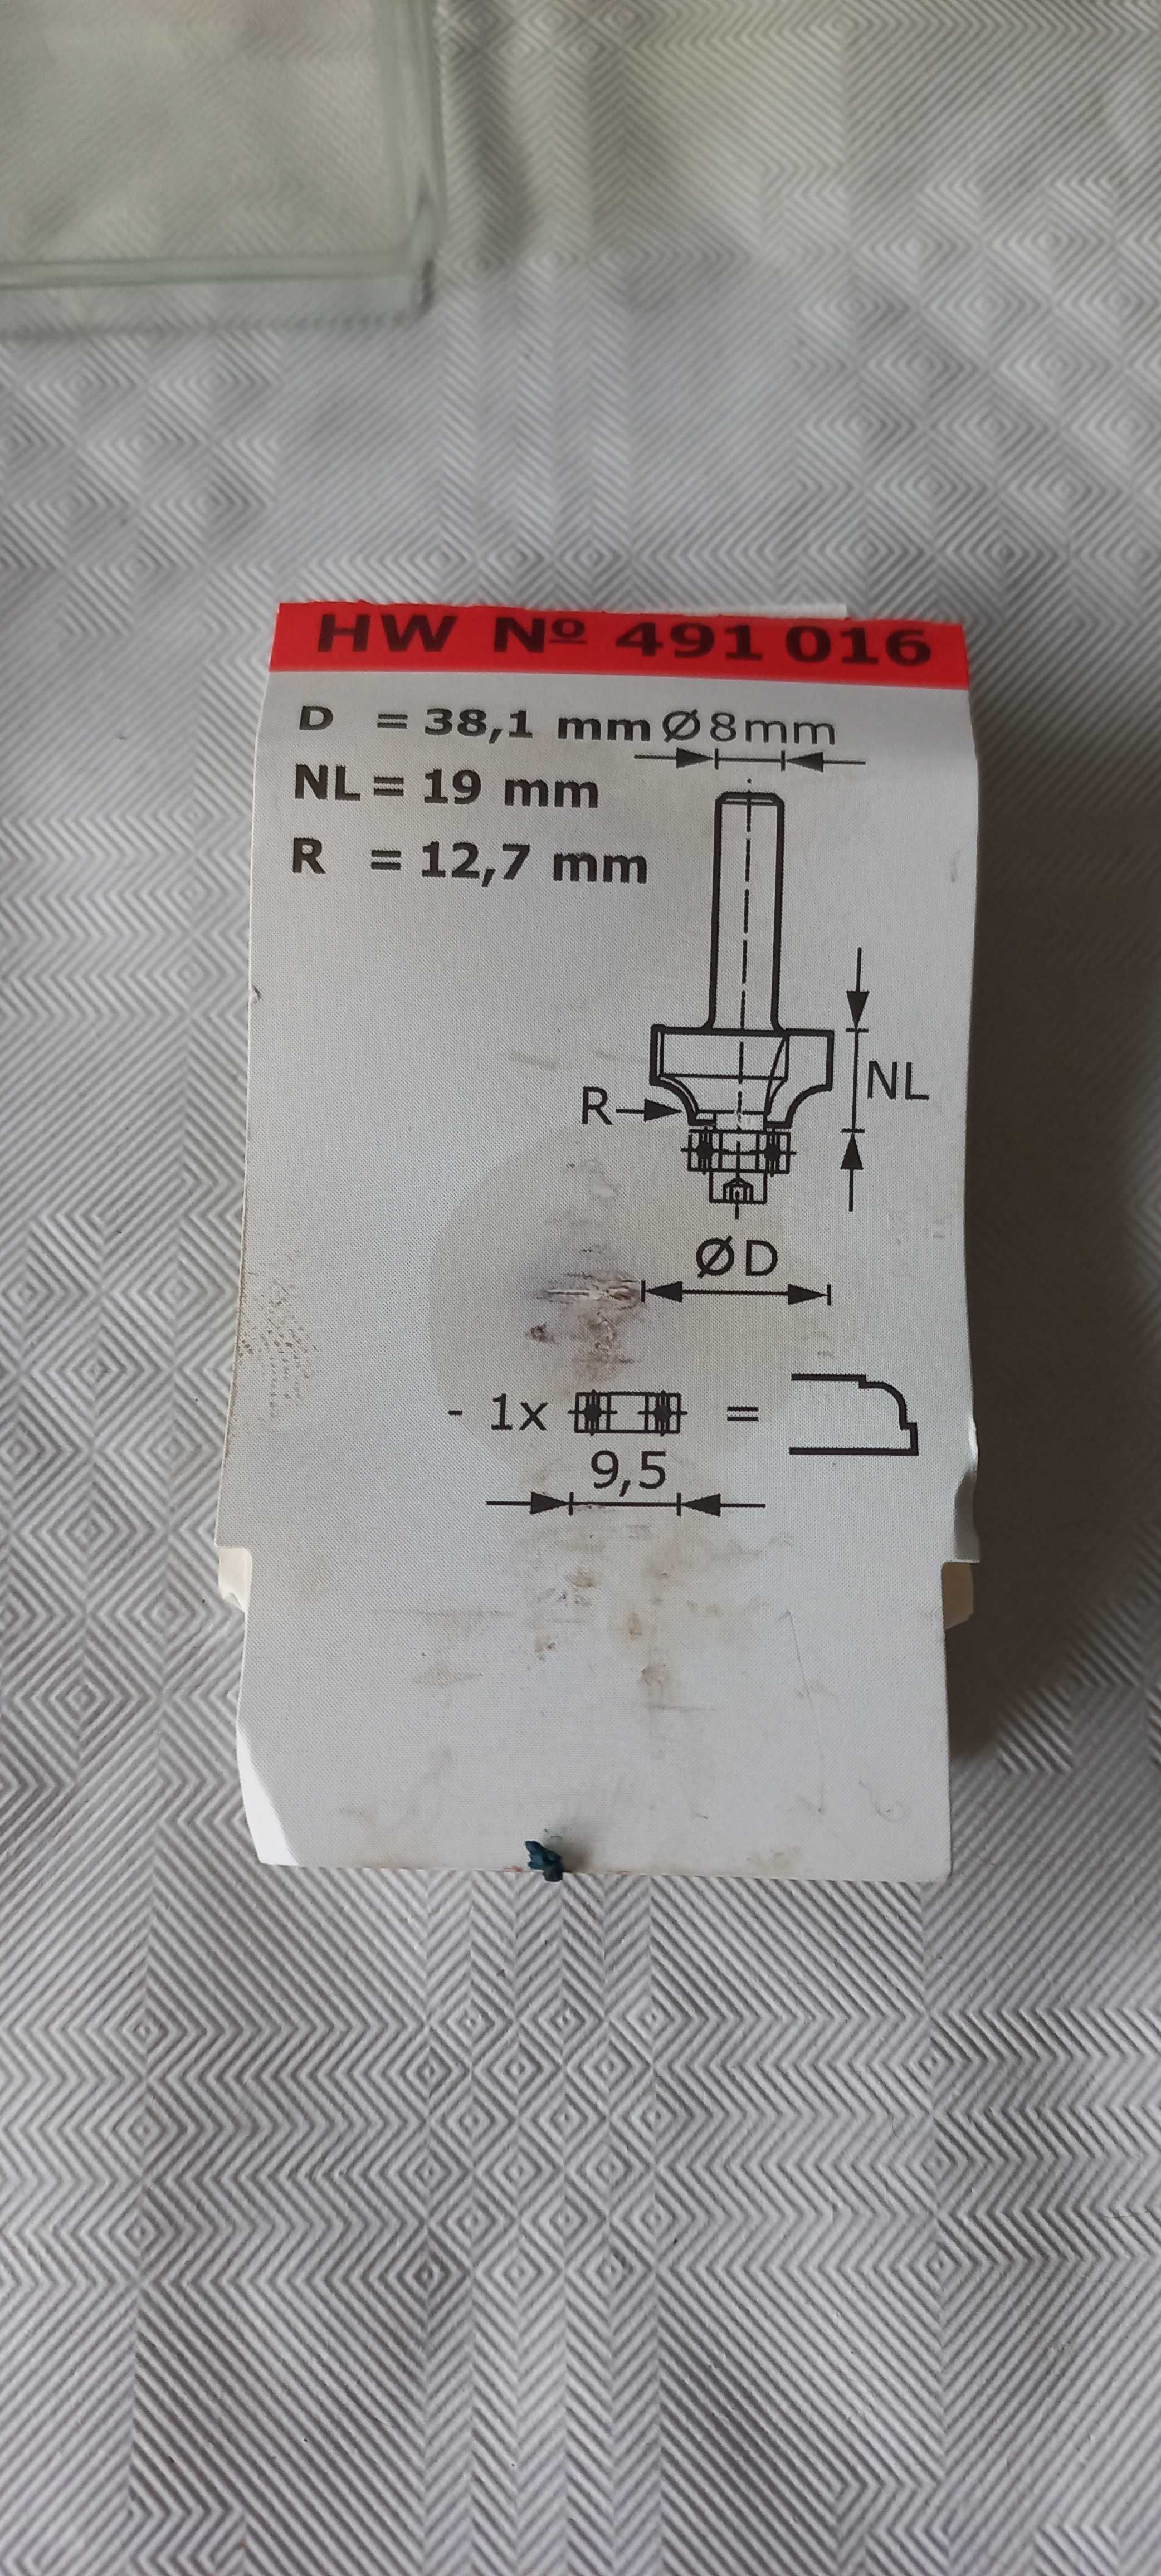 HW Nº 491 016
D = 38,1 mm Ø8mm
NL = 19 mm
R = 12,7 mm
NL
R
ØD
- 1x =
9,5